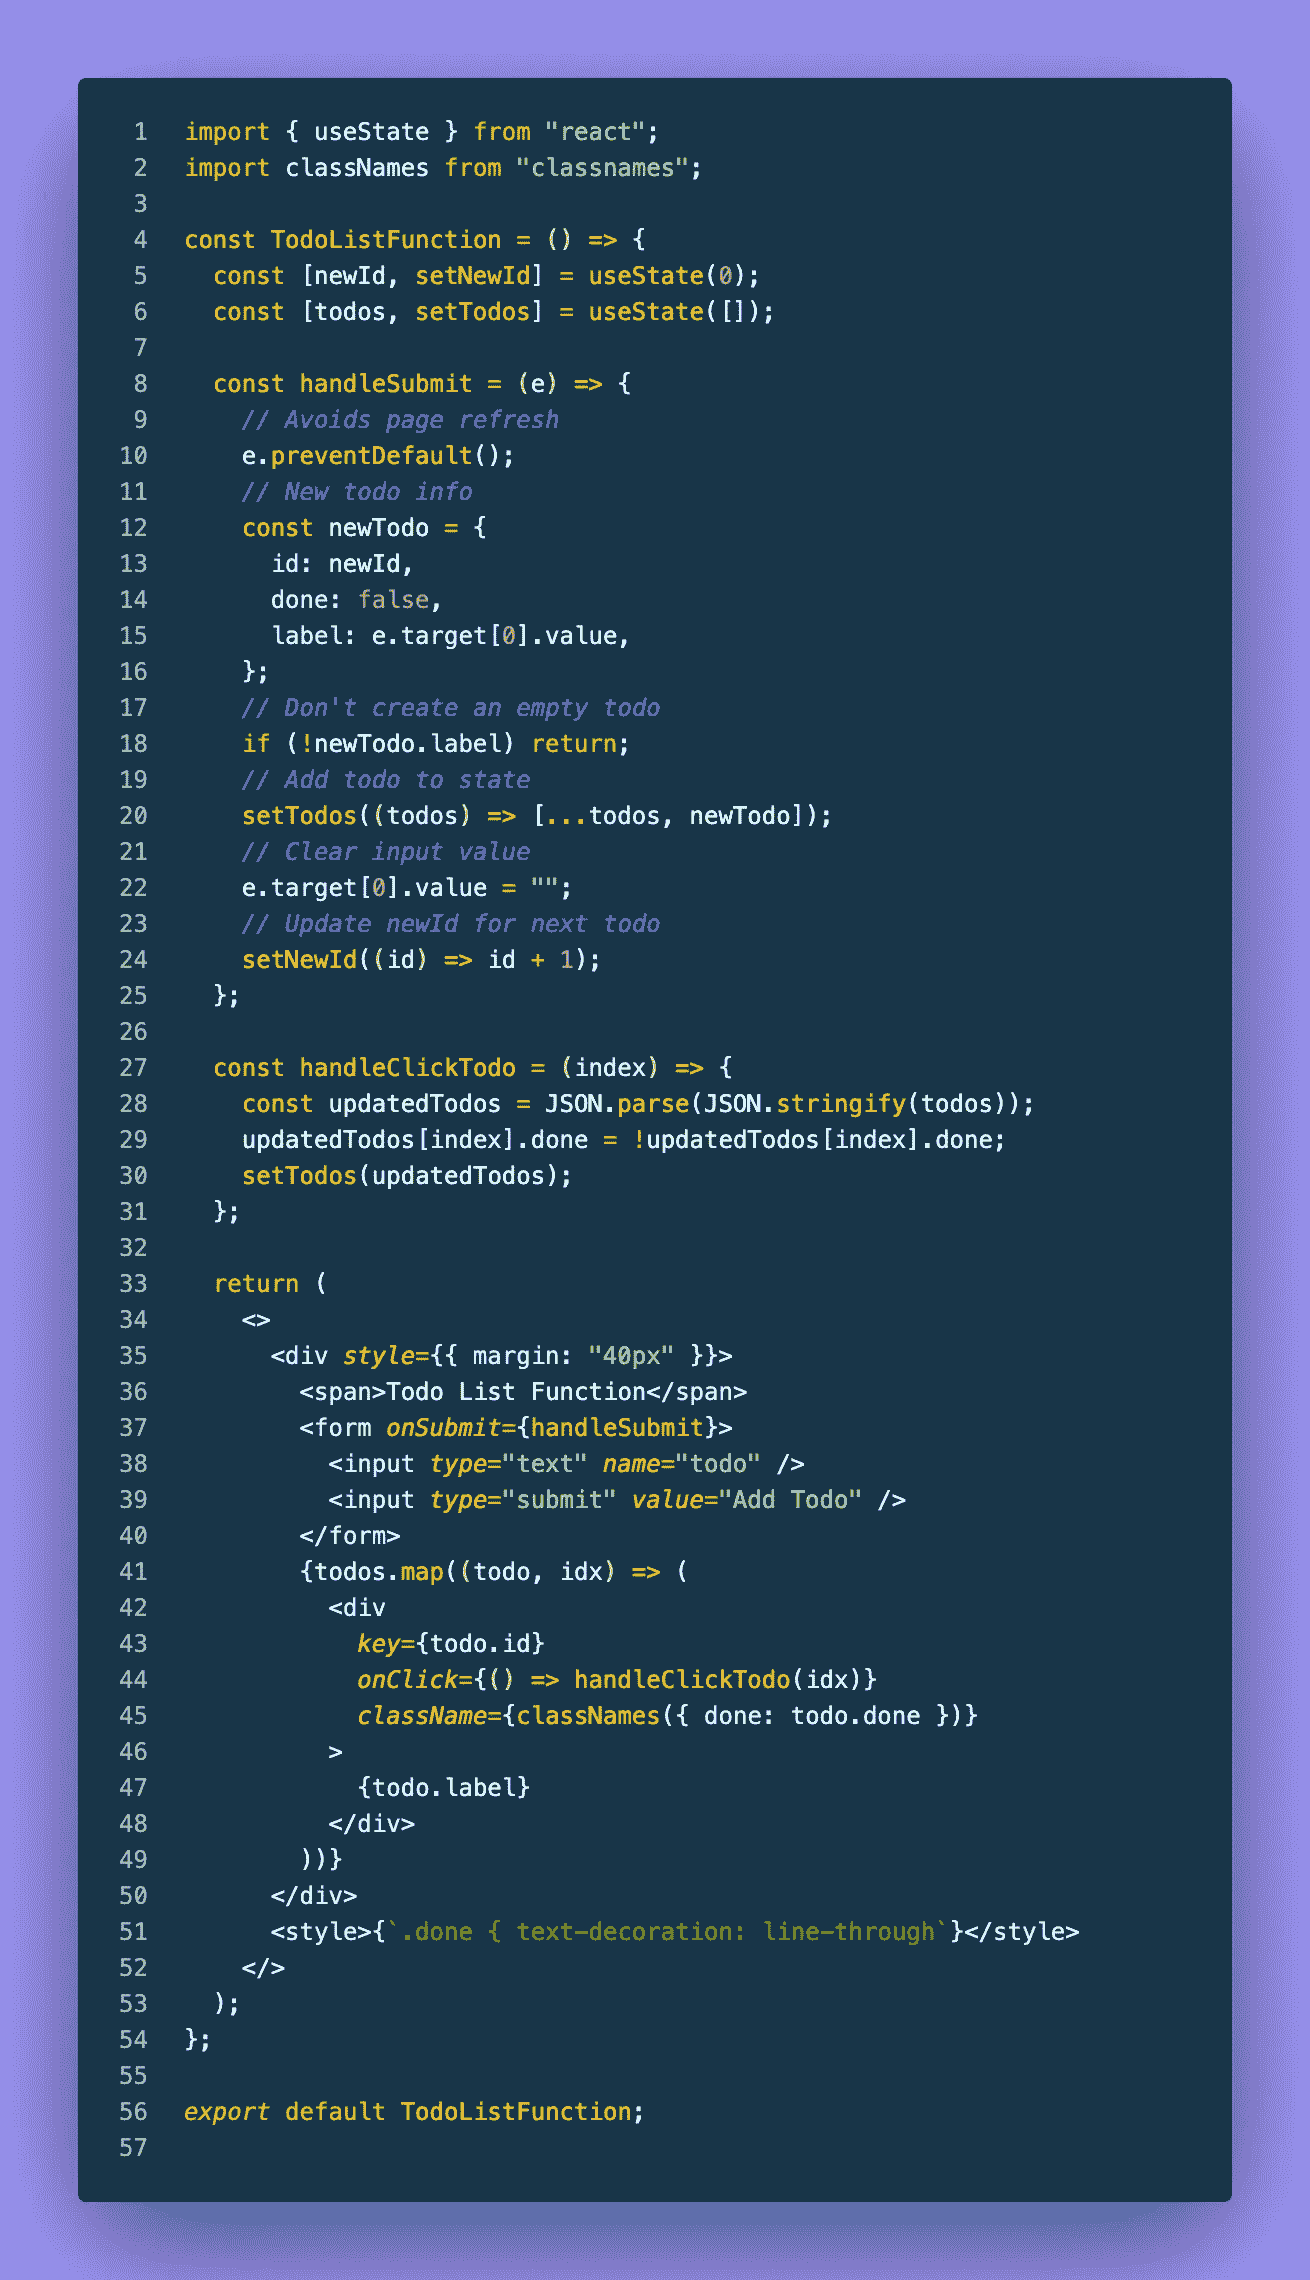 1 import { useState } from "react";
2 import classNames from "classnames";
3
4 const TodoListFunction = () => {
5   const [newId, setNewId] = useState(0);
6   const [todos, setTodos] = useState([]);
7
8   const handleSubmit = (e) => {
9     // Avoids page refresh
10     e.preventDefault();
11     // New todo info
12     const newTodo = {
13       id: newId,
14       done: false,
15       label: e.target[0].value,
16     };
17     // Don't create an empty todo
18     if (!newTodo.label) return;
19     // Add todo to state
20     setTodos((todos) => [...todos, newTodo]);
21     // Clear input value
22     e.target[0].value = "";
23     // Update newId for next todo
24     setNewId((id) => id + 1);
25   };
26
27   const handleClickTodo = (index) => {
28     const updatedTodos = JSON.parse(JSON.stringify(todos));
29     updatedTodos[index].done = !updatedTodos[index].done;
30     setTodos(updatedTodos);
31   };
32
33   return (
34     <>
35       <div style={{ margin: "40px" }}>
36         <span>Todo List Function</span>
37         <form onSubmit={handleSubmit}>
38           <input type="text" name="todo" />
39           <input type="submit" value="Add Todo" />
40         </form>
41         {todos.map((todo, idx) => (
42           <div
43             key={todo.id}
44             onClick={() => handleClickTodo(idx)}
45             className={classNames({ done: todo.done })}
46           >
47             {todo.label}
48           </div>
49         ))}
50       </div>
51       <style>{`.done { text-decoration: line-through`}</style>
52     </>
53   );
54 };
55
56 export default TodoListFunction;
57